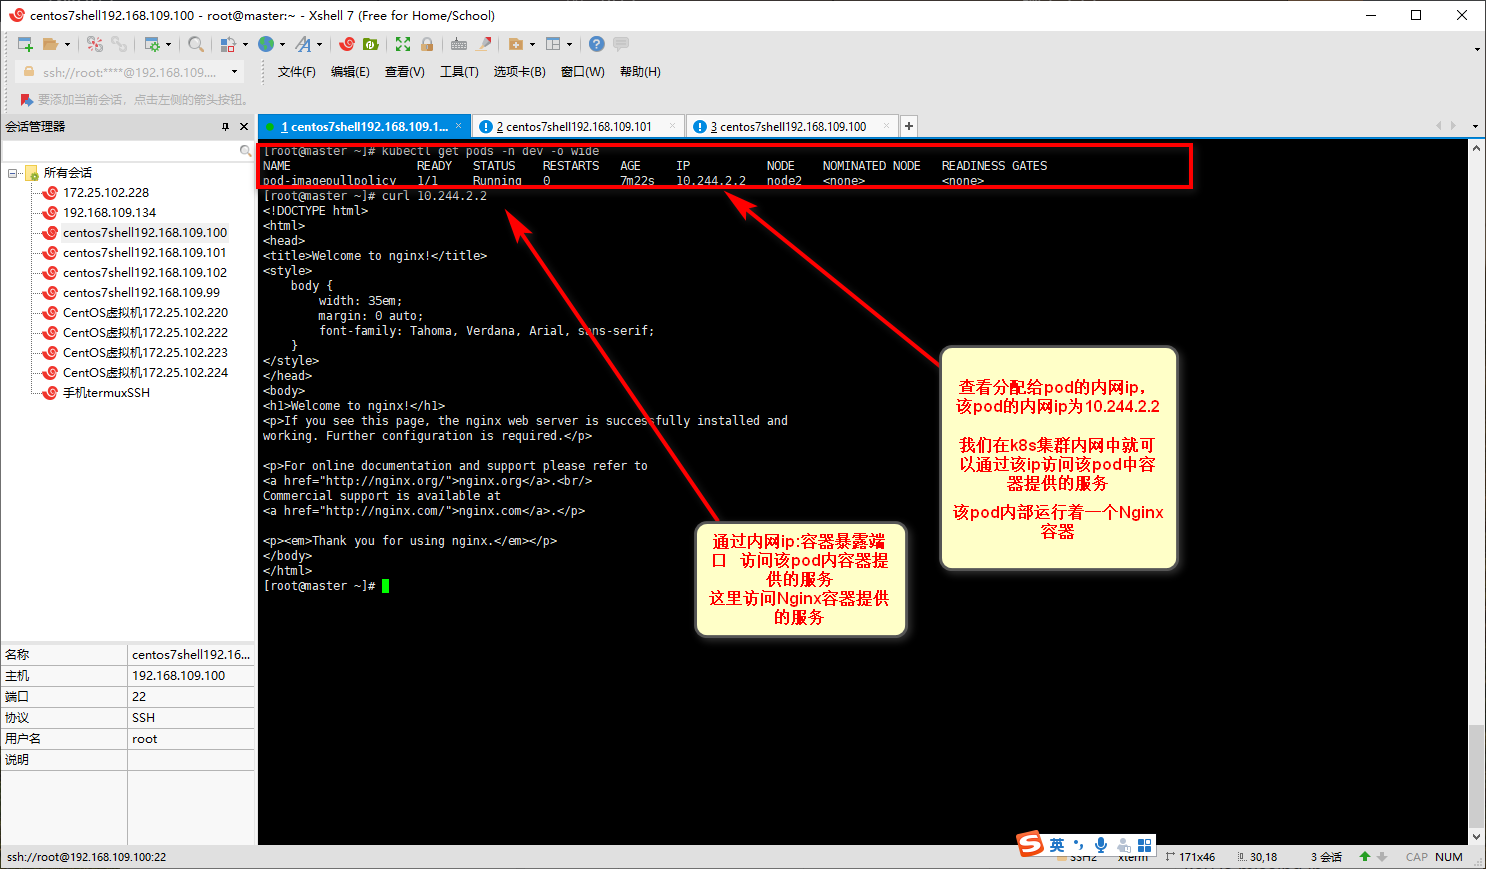 centos7shell192.168.109.100 - root@master:~ - Xshell 7 (Free for Home/School)
ssh://root:****@192.168.109....
文件(F) 编辑(E) 查看(V) 工具(T) 选项卡(B) 窗口(W) 帮助(H)
要添加当前会话，点击左侧的箭头按钮。
会话管理器
1 centos7shell192.168.109.1...
2 centos7shell192.168.109.101
3 centos7shell192.168.109.100
所有会话
172.25.102.228
192.168.109.134
centos7shell192.168.109.100
centos7shell192.168.109.101
centos7shell192.168.109.102
centos7shell192.168.109.99
CentOS虚拟机172.25.102.220
CentOS虚拟机172.25.102.222
CentOS虚拟机172.25.102.223
CentOS虚拟机172.25.102.224
手机termuxSSH
名称 centos7shell192.16...
主机 192.168.109.100
端口 22
协议 SSH
用户名 root
说明
[root@master ~]# kubectl get pods -n dev -o wide
NAME READY STATUS RESTARTS AGE IP NODE NOMINATED NODE READINESS GATES
pod-imagepullpolicy 1/1 Running 0 7m22s 10.244.2.2 node2 <none> <none>
[root@master ~]# curl 10.244.2.2
<!DOCTYPE html>
<html>
<head>
<title>Welcome to nginx!</title>
<style>
body {
width: 35em;
margin: 0 auto;
font-family: Tahoma, Verdana, Arial, sans-serif;
}
</style>
</head>
<body>
<h1>Welcome to nginx!</h1>
<p>If you see this page, the nginx web server is successfully installed and
working. Further configuration is required.</p>
<p>For online documentation and support please refer to
<a href="http://nginx.org/">nginx.org</a>.<br/>
Commercial support is available at
<a href="http://nginx.com/">nginx.com</a>.</p>
<p><em>Thank you for using nginx.</em></p>
</body>
</html>
[root@master ~]#
查看分配给pod的内网ip，
该pod的内网ip为10.244.2.2
我们在k8s集群内网中就可
以通过该ip访问该pod中容
器提供的服务
该pod内部运行着一个Nginx
容器
通过内网ip:容器暴露端
口 访问该pod内容器提
供的服务
这里访问Nginx容器提供
的服务
英
ssh://root@192.168.109.100:22
SSH2 xterm 171x46 30,18 3 会话 CAP NUM